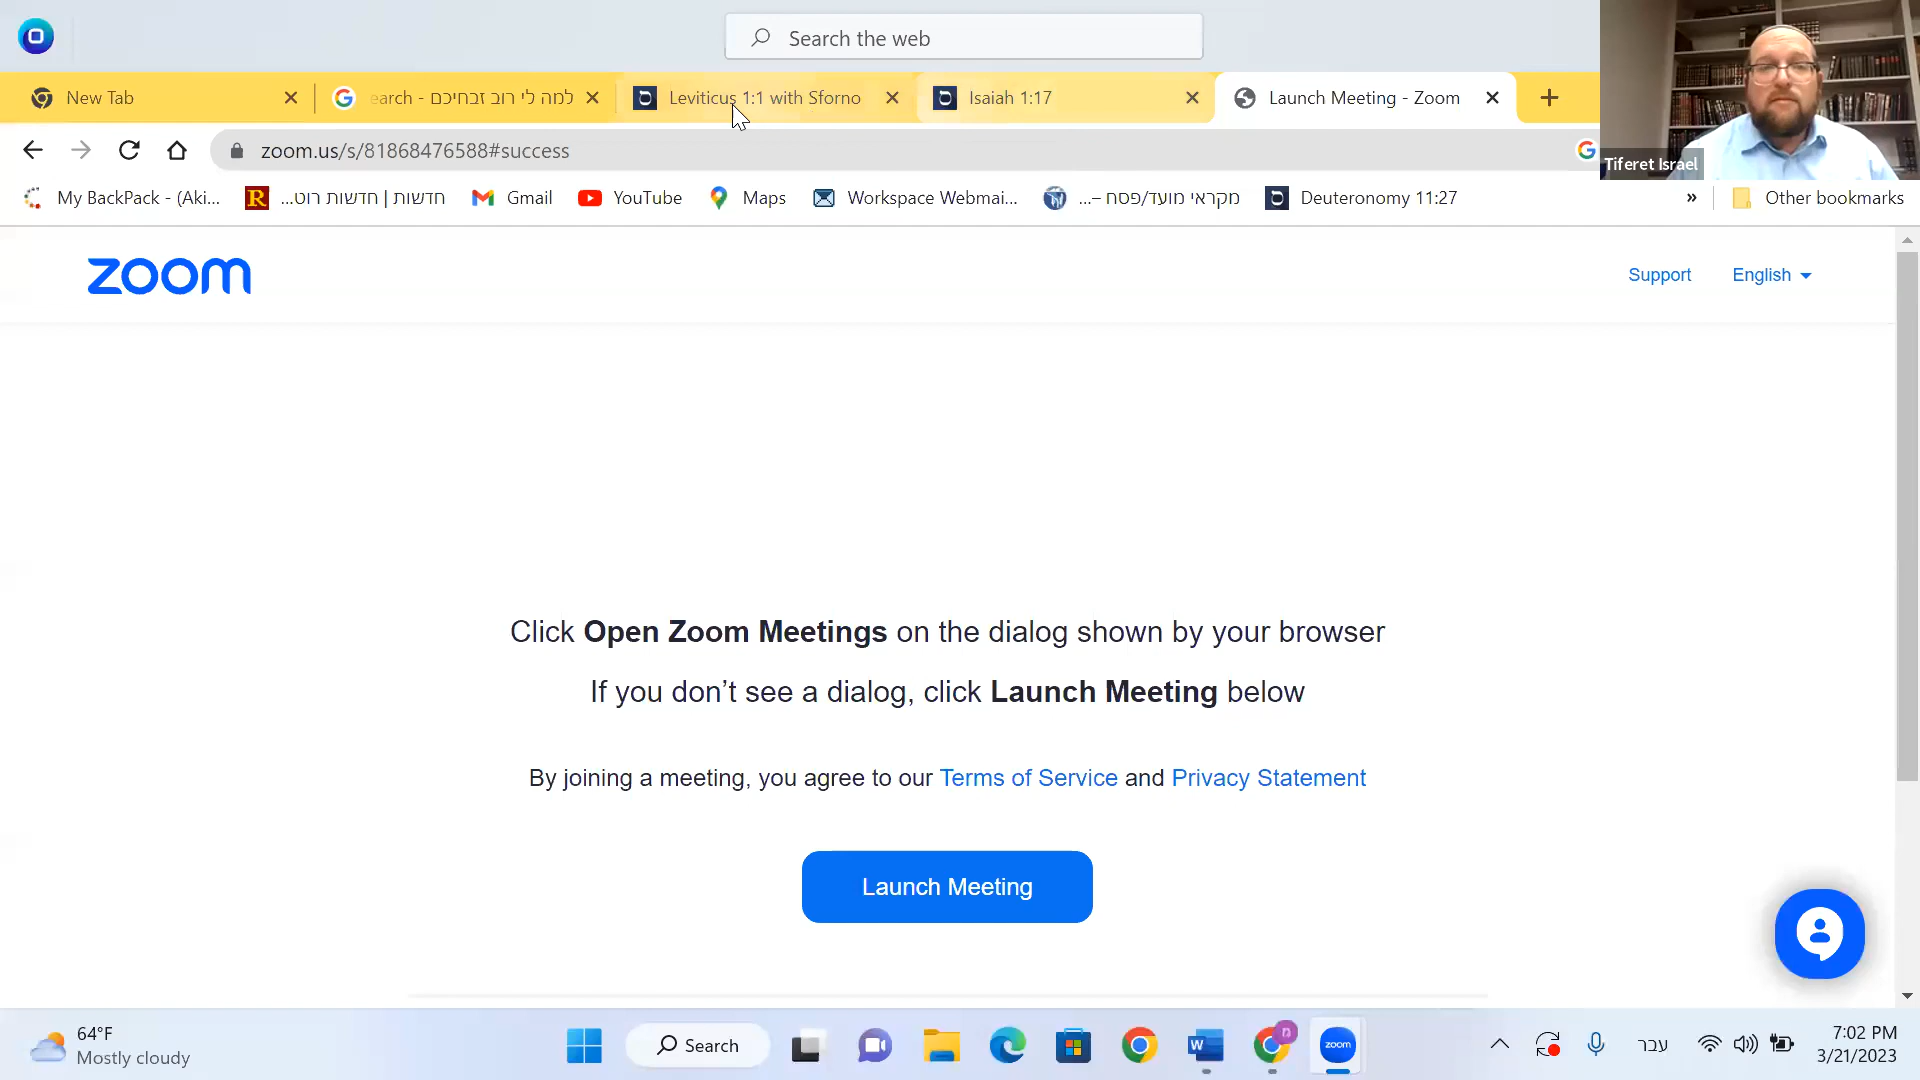 Search the web
New Tab
earch - למה לי רוב זבחיכם
Leviticus 1:1 with Sforno
Isaiah 1:17
Launch Meeting - Zoom
zoom.us/s/81868476588#success
Tiferet Israel
My BackPack - (Aki...
חדשות | חדשות רוט...
Gmail
YouTube
Maps
Workspace Webmai...
מקראי מועד/פסח –...
Deuteronomy 11:27
»
Other bookmarks
zoom
Support
English
Click Open Zoom Meetings on the dialog shown by your browser
If you don’t see a dialog, click Launch Meeting below
By joining a meeting, you agree to our Terms of Service and Privacy Statement
Launch Meeting
64°F
Mostly cloudy
Search
zoom
עבר
7:02 PM
3/21/2023